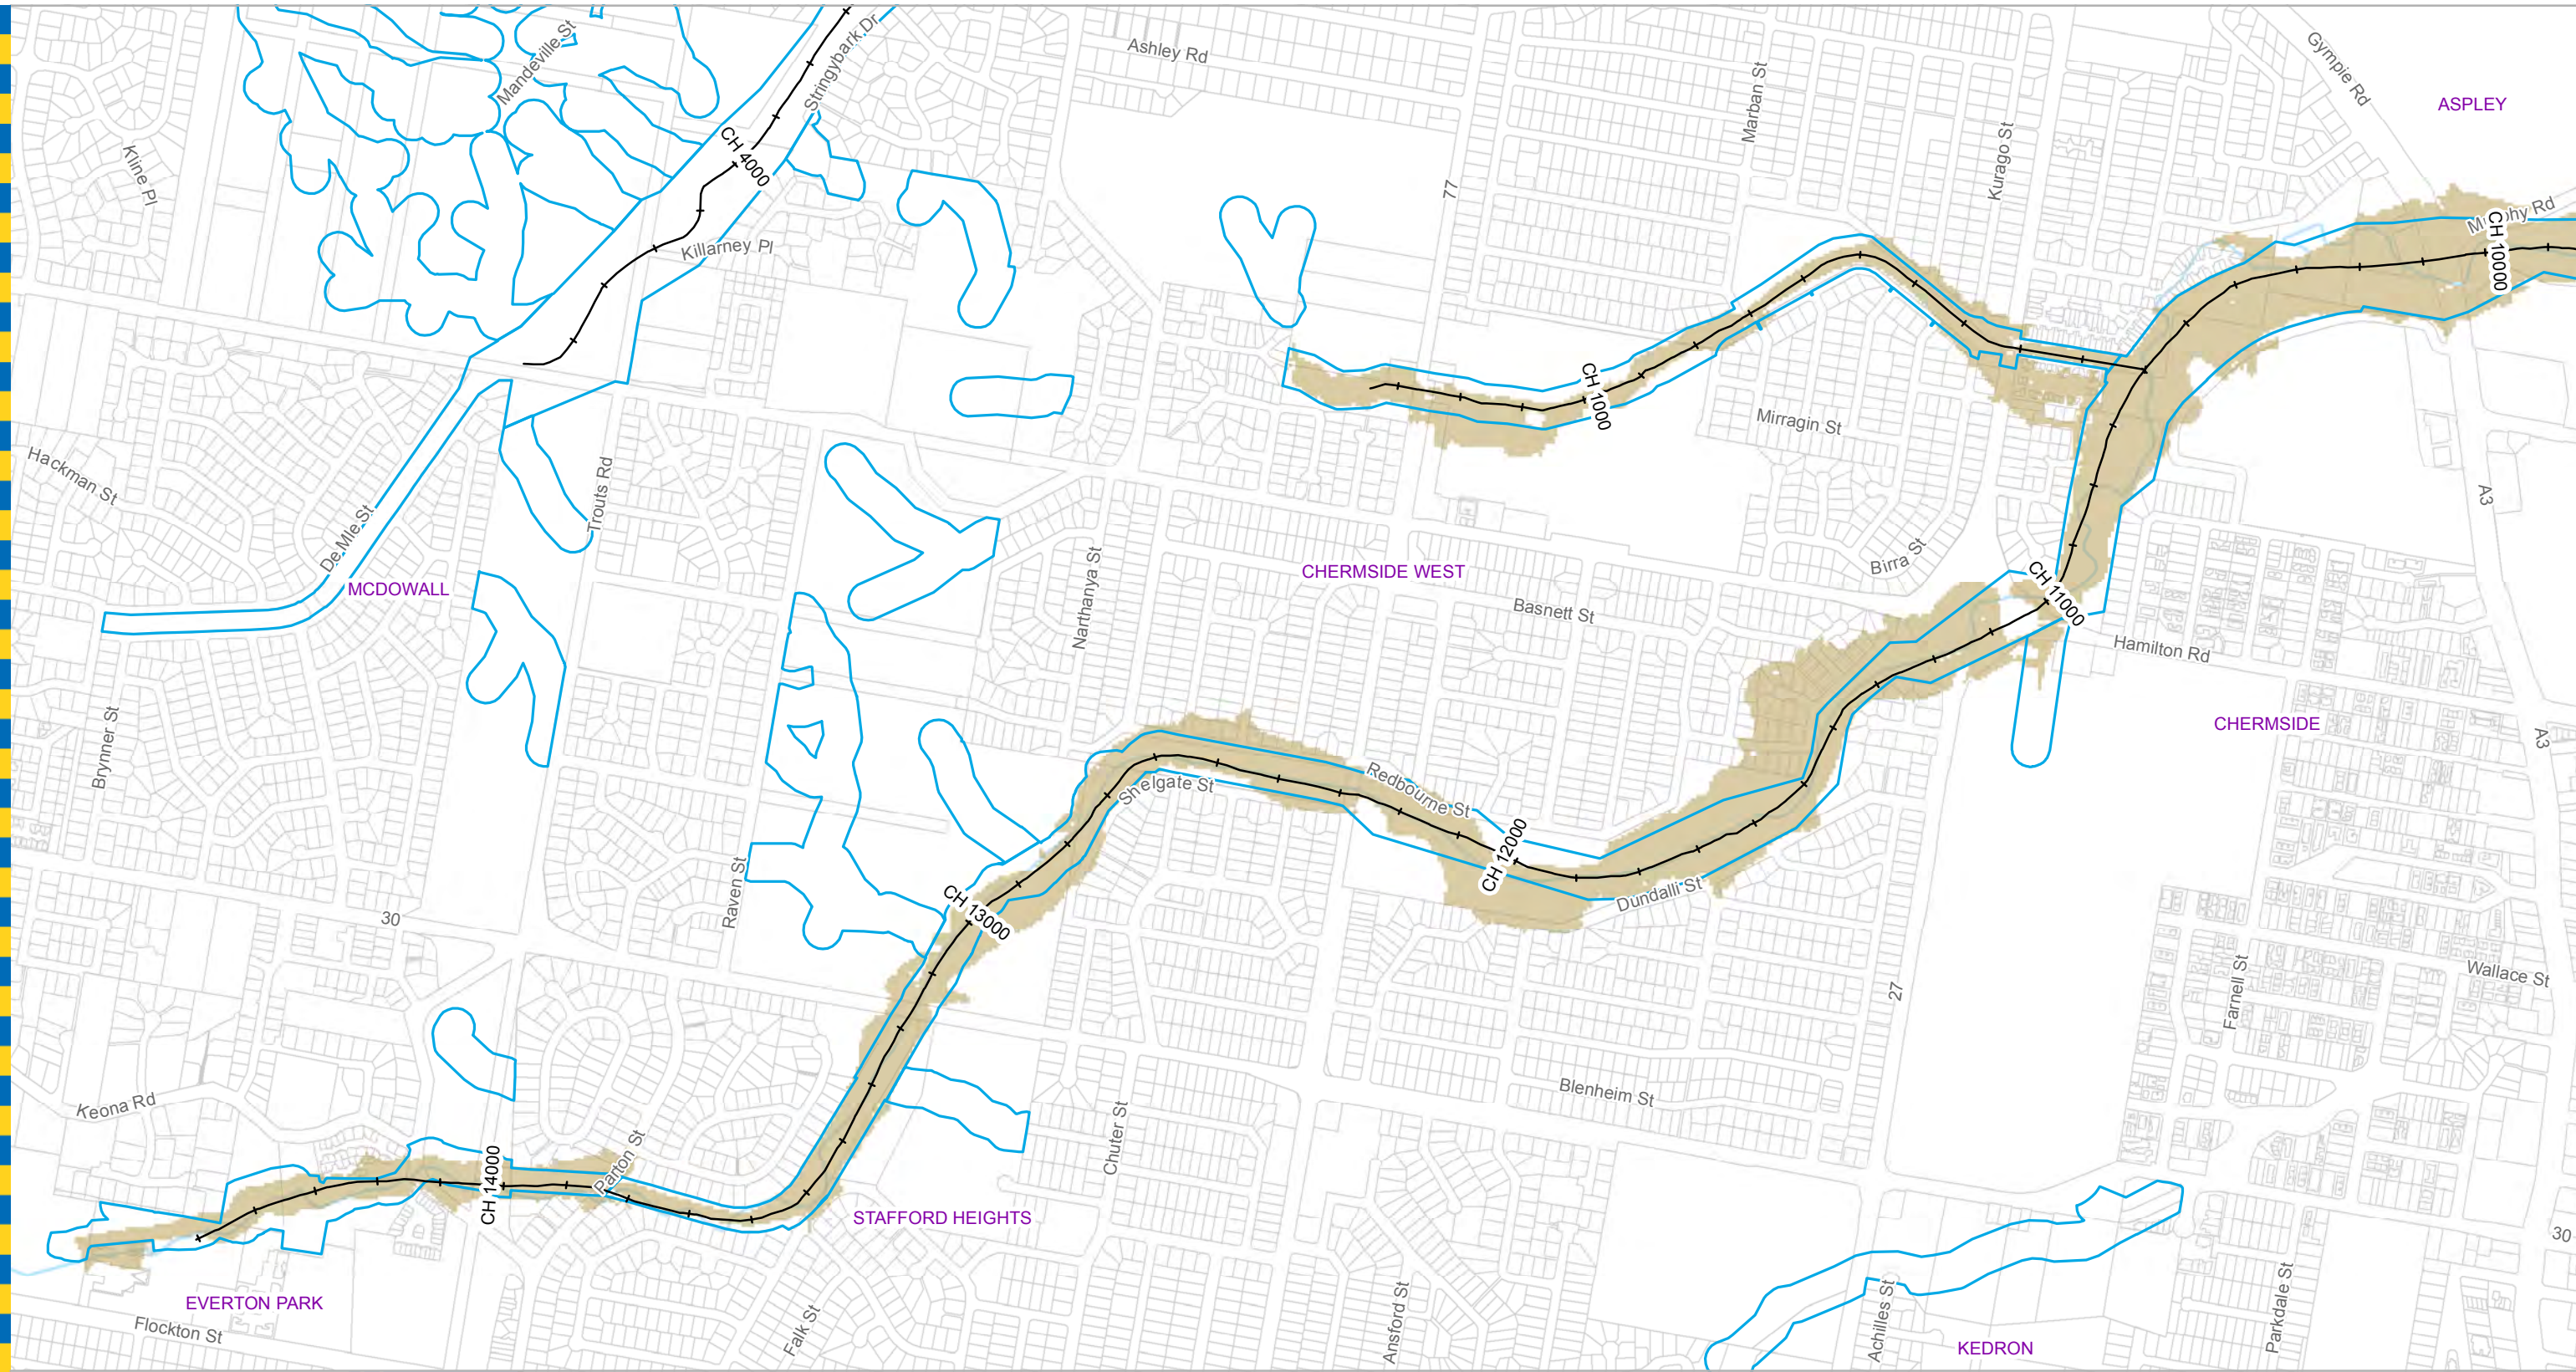 Mandeville St
Stringybark Dr
Ashley Rd
Marban St
Gympie Rd
ASPLEY
Kline Pl
CH 4000
77
Kurago St
Killarney Pl
CH 10000
CH 1000
Mirragin St
Hackman St
Trouts Rd
A3
De Mle St
MCDOWALL
Narthanya St
CHERMSIDE WEST
Basnett St
Birra St
CH 11000
Hamilton Rd
Brynner St
CHERMSIDE
A3
Shelgate St
Redbourne St
CH 12000
Raven St
CH 13000
Dundalli St
30
27
Farnell St
Wallace St
Keona Rd
Blenheim St
Chuter St
CH 14000
Parton St
STAFFORD HEIGHTS
30
EVERTON PARK
Flockton St
Falk St
Ansford St
Achilles St
KEDRON
Parkdale St